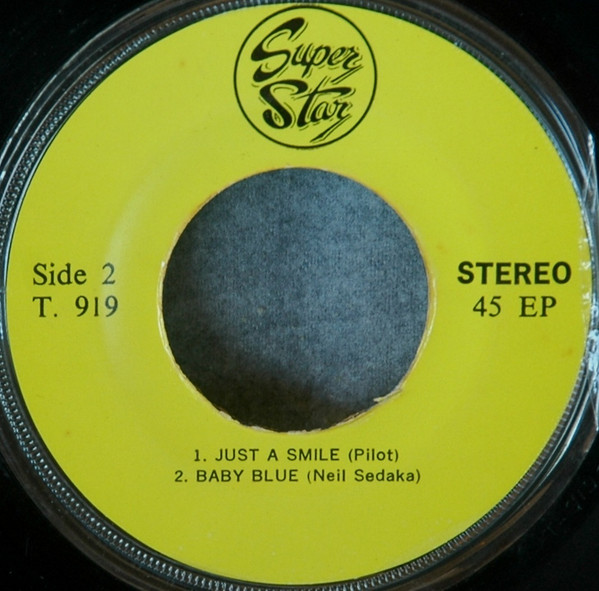 Super
Star
Side 2
T. 919
STEREO
45 EP
1. JUST A SMILE (Pilot)
2. BABY BLUE (Neil Sedaka)